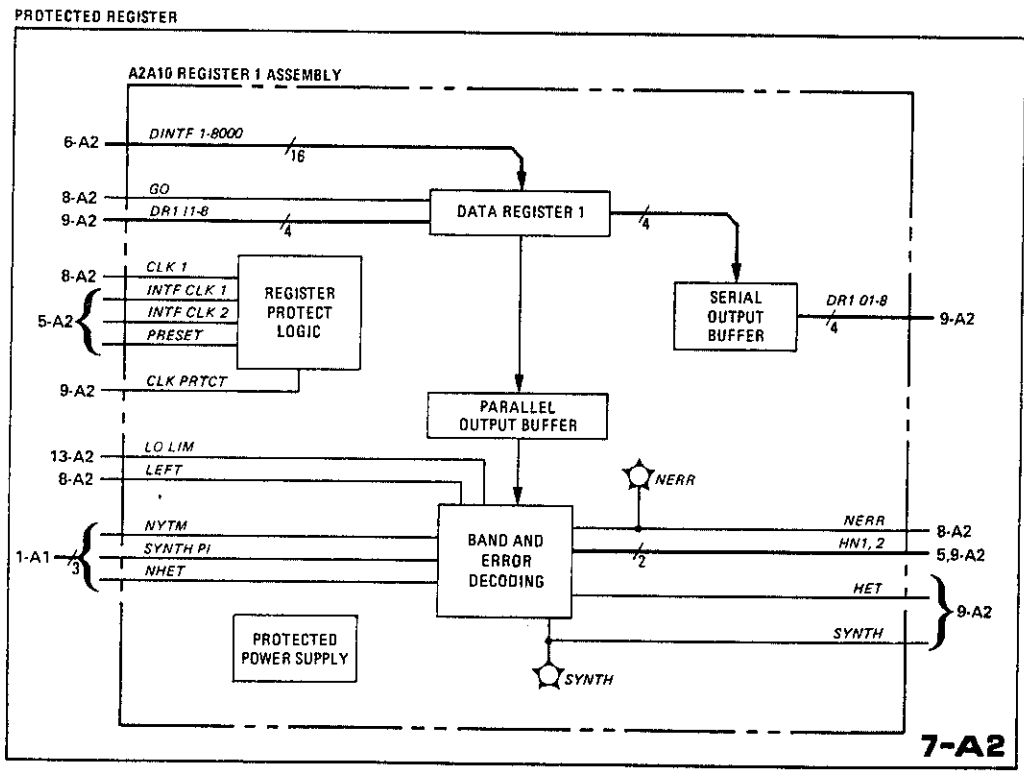 PROTECTED REGISTER
A2A10 REGISTER 1 ASSEMBLY
6-A2
DINTF 1-8000
16
8-A2
GO
9-A2
DR1 I1-8
4
DATA REGISTER 1
4
8-A2
CLK 1
5-A2
INTF CLK 1
INTF CLK 2
PRESET
REGISTER
PROTECT
LOGIC
9-A2
CLK PRTCT
SERIAL
OUTPUT
BUFFER
DR1 01-8
4
9-A2
PARALLEL
OUTPUT BUFFER
13-A2
LO LIM
8-A2
LEFT
1-A1
3
NYTM
SYNTH PI
NHET
BAND AND
ERROR
DECODING
NERR
NERR
8-A2
2
HN1, 2
5,9-A2
HET
SYNTH
9-A2
SYNTH
PROTECTED
POWER SUPPLY
7-A2